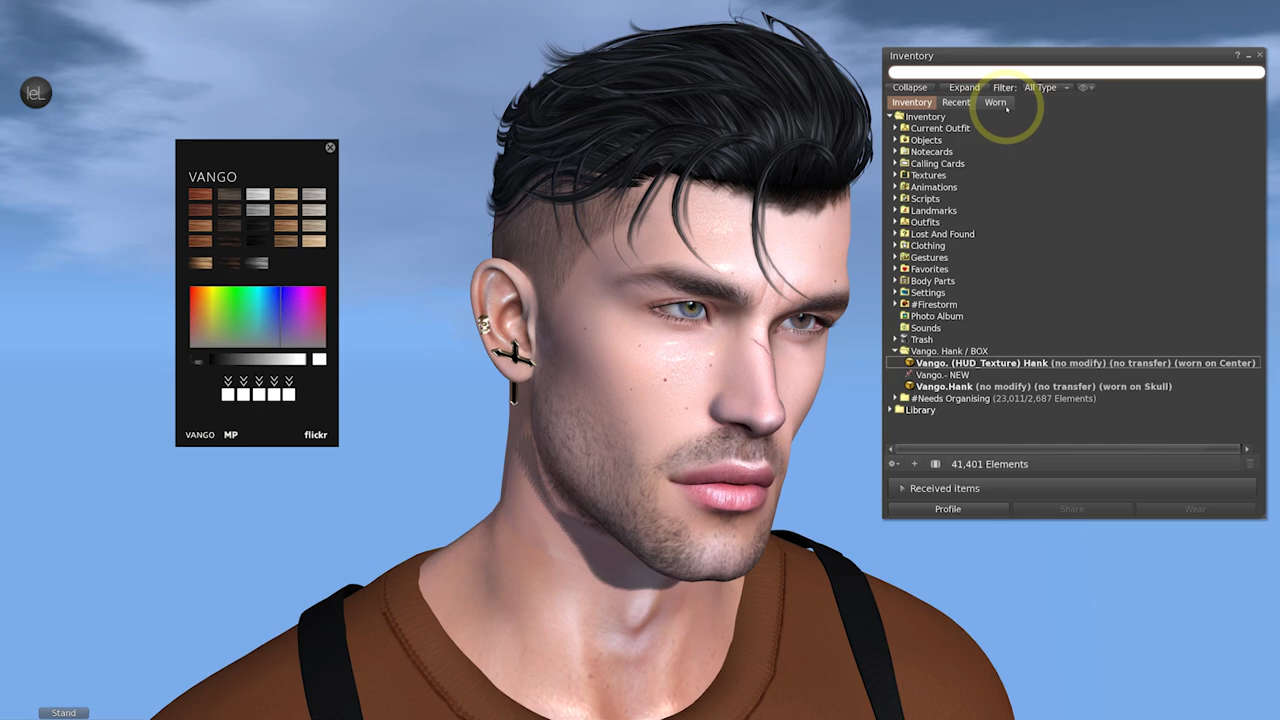 leL
VANGO
VANGO MP flickr
Stand
Inventory ? _ ×
Collapse Expand Filter: All Type
Inventory Recent Worn
Inventory
Current Outfit
Objects
Notecards
Calling Cards
Textures
Animations
Scripts
Landmarks
Outfits
Lost And Found
Clothing
Gestures
Favorites
Body Parts
Settings
#Firestorm
Photo Album
Sounds
Trash
Vango. Hank / BOX
Vango. (HUD_Texture) Hank (no modify) (no transfer) (worn on Center)
Vango.- NEW
Vango.Hank (no modify) (no transfer) (worn on Skull)
#Needs Organising (23,011/2,687 Elements)
Library
41,401 Elements
Received items
Profile Share Wear